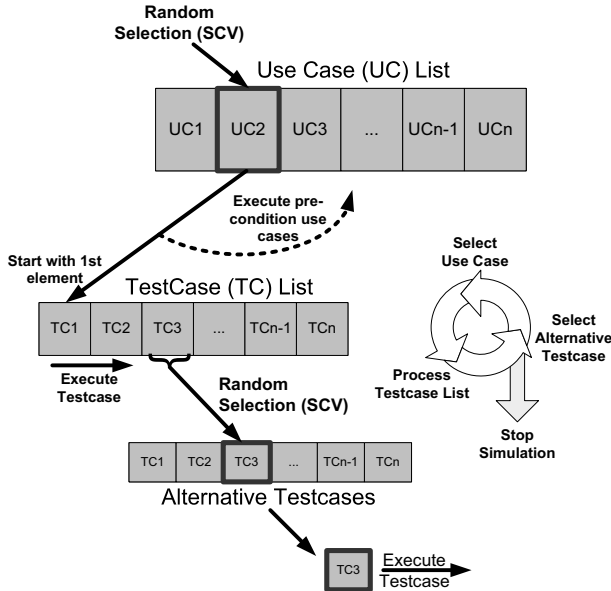 Random
Selection (SCV)
Use Case (UC) List
UC1 UC2 UC3 ... UCn-1 UCn
Execute pre-
condition use
cases
Start with 1st
element
TestCase (TC) List
TC1 TC2 TC3 ... TCn-1 TCn
Execute
Testcase
Random
Selection (SCV)
Select
Use Case
Select
Alternative
Testcase
Process
Testcase List
Stop
Simulation
TC1 TC2 TC3 ... TCn-1 TCn
Alternative Testcases
TC3
Execute
Testcase